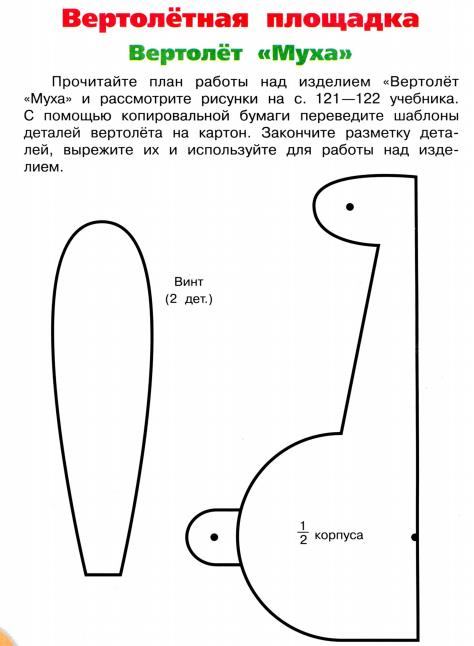 Вертолётная площадка
Вертолёт «Муха»
Прочитайте план работы над изделием «Вертолёт
«Муха» и рассмотрите рисунки на с. 121—122 учебника.
С помощью копировальной бумаги переведите шаблоны
деталей вертолёта на картон. Закончите разметку дета-
лей, вырежите их и используйте для работы над изде-
лием.
Винт
(2 дет.)
1/2 корпуса